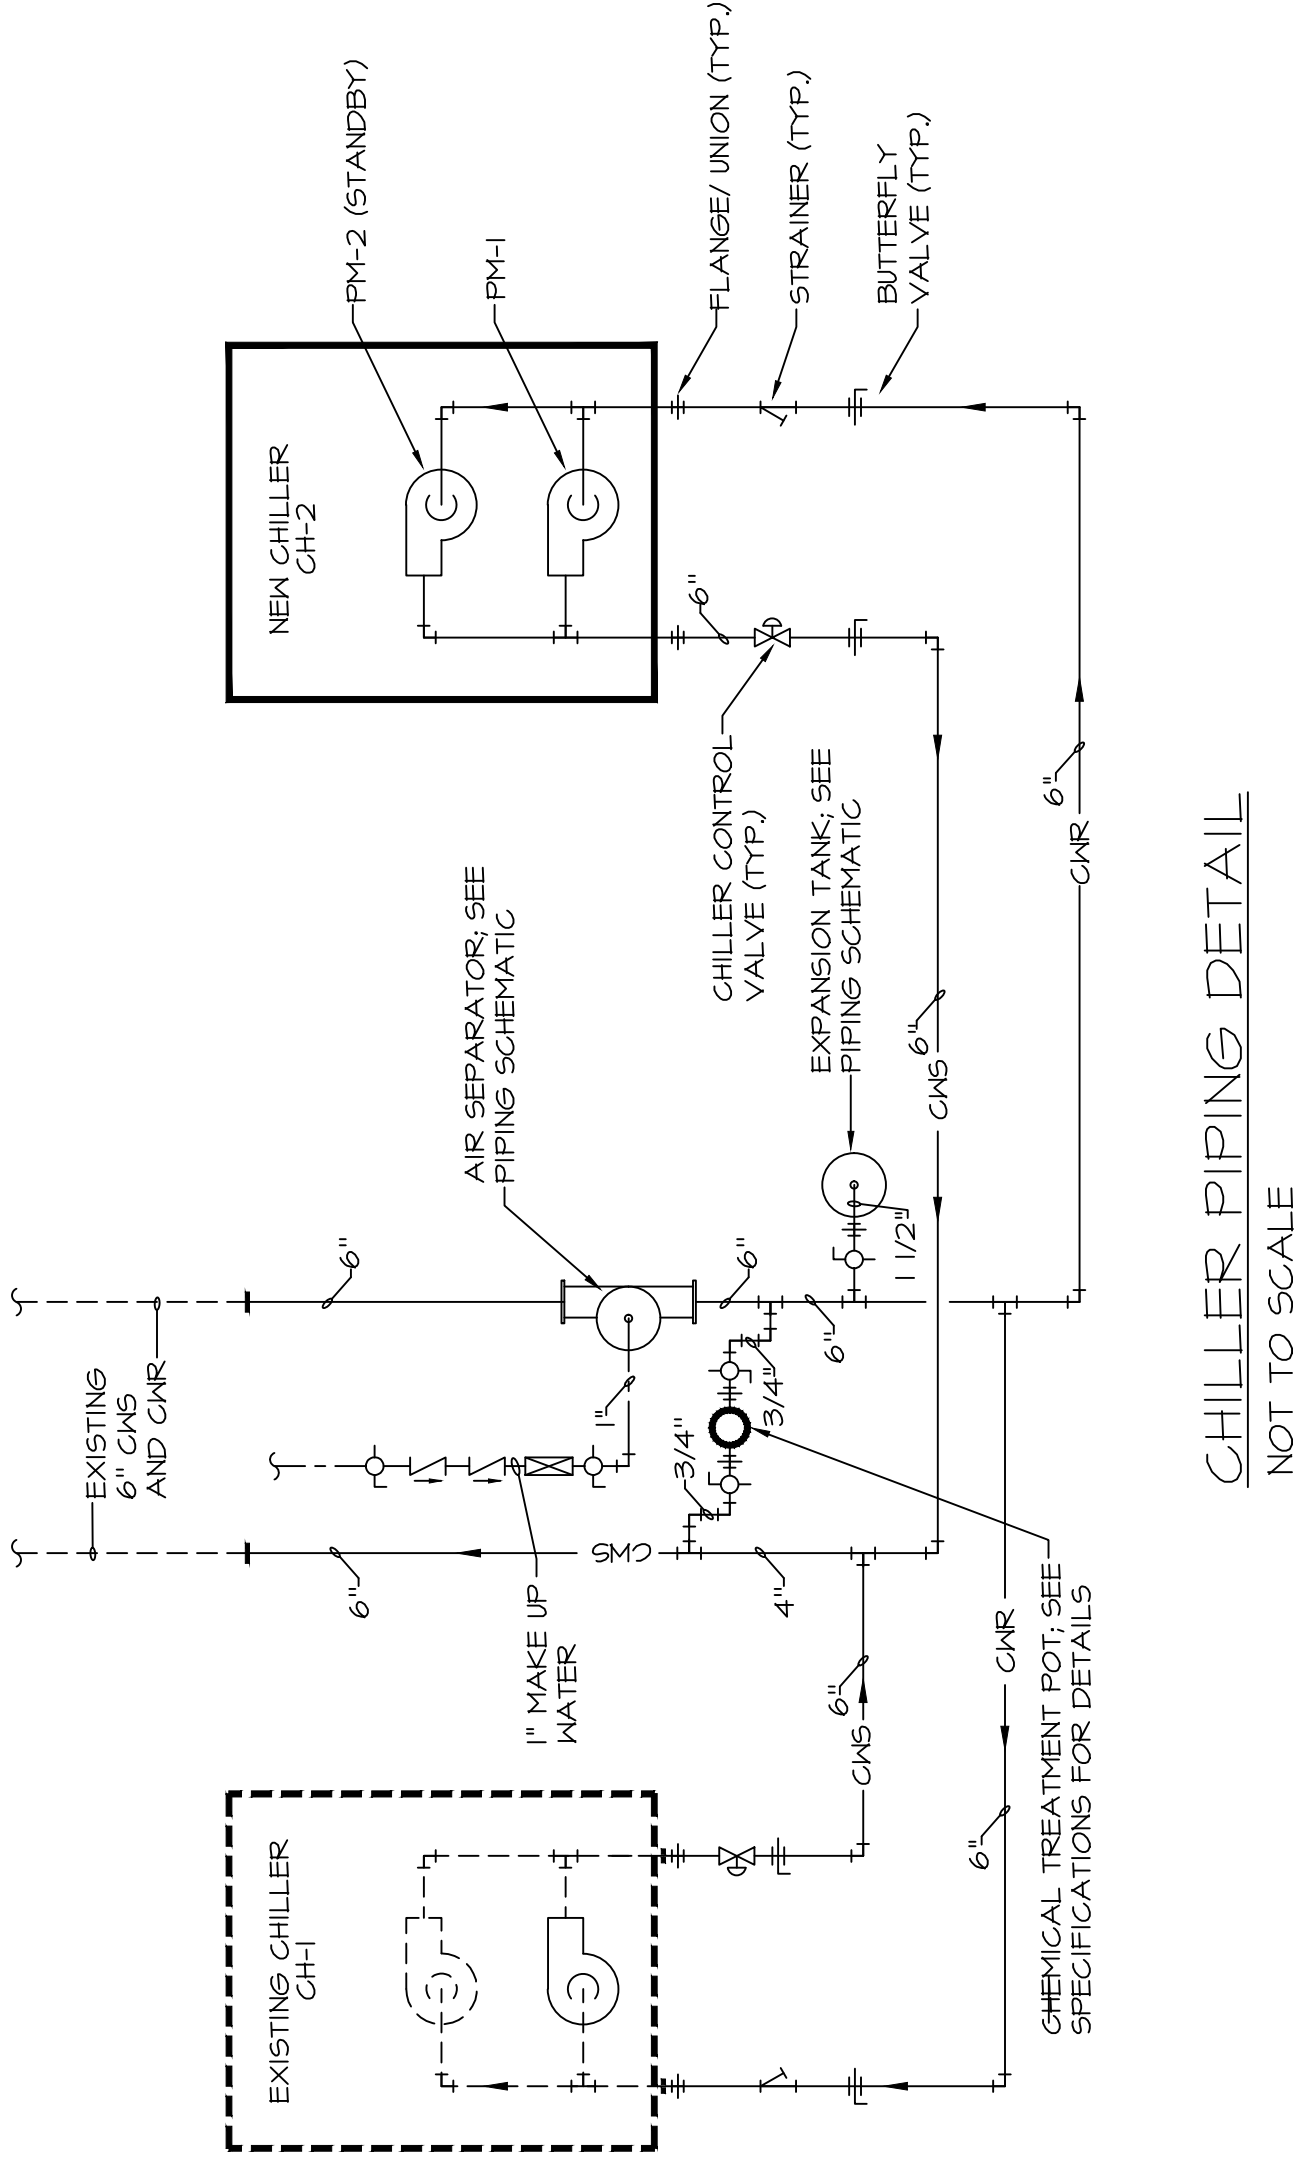 EXISTING CHILLER
CH-1
NEW CHILLER
CH-2
EXISTING
6" CWS
AND CWR
6"
6"
PM-2 (STANDBY)
PM-1
AIR SEPARATOR; SEE
PIPING SCHEMATIC
1" MAKE UP
WATER
1"
CWS
3/4"
3/4"
6"
4"
6"
6"
FLANGE/ UNION (TYP.)
STRAINER (TYP.)
BUTTERFLY
VALVE (TYP.)
CHILLER CONTROL
VALVE (TYP.)
EXPANSION TANK; SEE
PIPING SCHEMATIC
1 1/2"
CWS
6"
CWS
6"
CWR
6"
CWR
6"
CHEMICAL TREATMENT POT; SEE
SPECIFICATIONS FOR DETAILS
CHILLER PIPING DETAIL
NOT TO SCALE